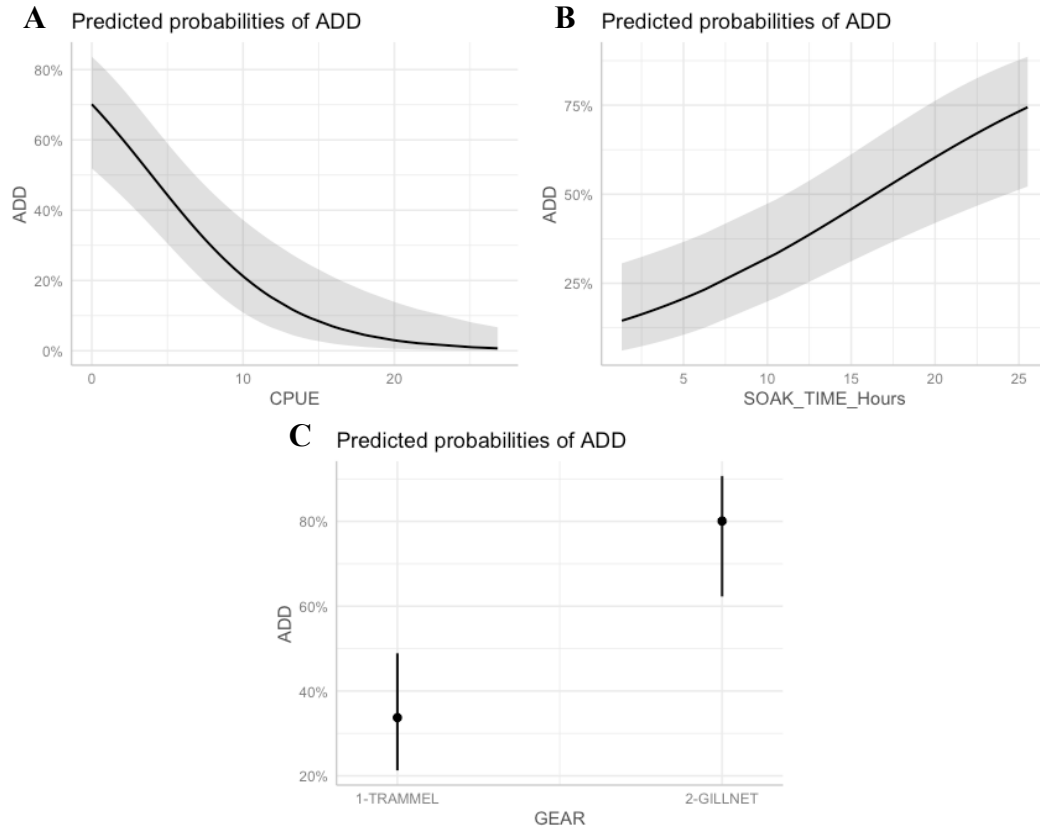 A Predicted probabilities of ADD
80%
60%
40%
20%
0%
ADD
0 10 20
CPUE
B Predicted probabilities of ADD
75%
50%
25%
ADD
5 10 15 20 25
SOAK_TIME_Hours
C Predicted probabilities of ADD
80%
60%
40%
20%
ADD
1-TRAMMEL 2-GILLNET
GEAR